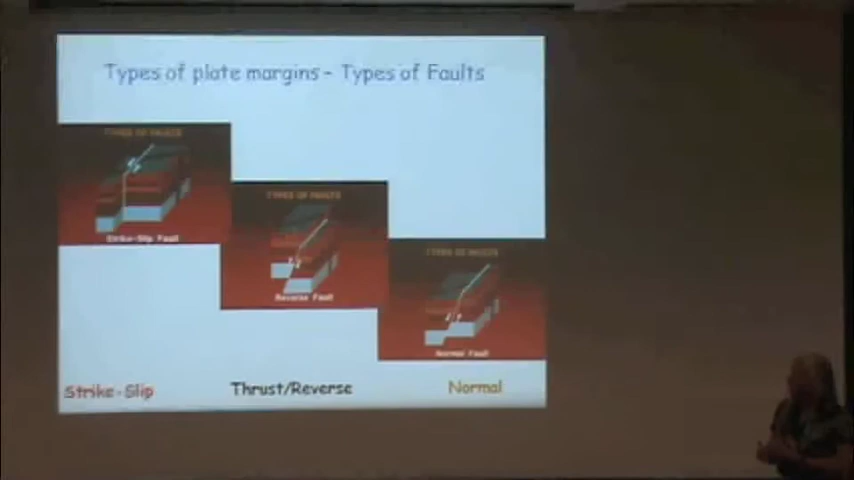 Types of plate margins - Types of Faults
TYPES OF FAULTS
Strike-Slip Fault
TYPES OF FAULTS
Reverse Fault
TYPES OF FAULTS
Normal Fault
Strike-Slip
Thrust/Reverse
Normal